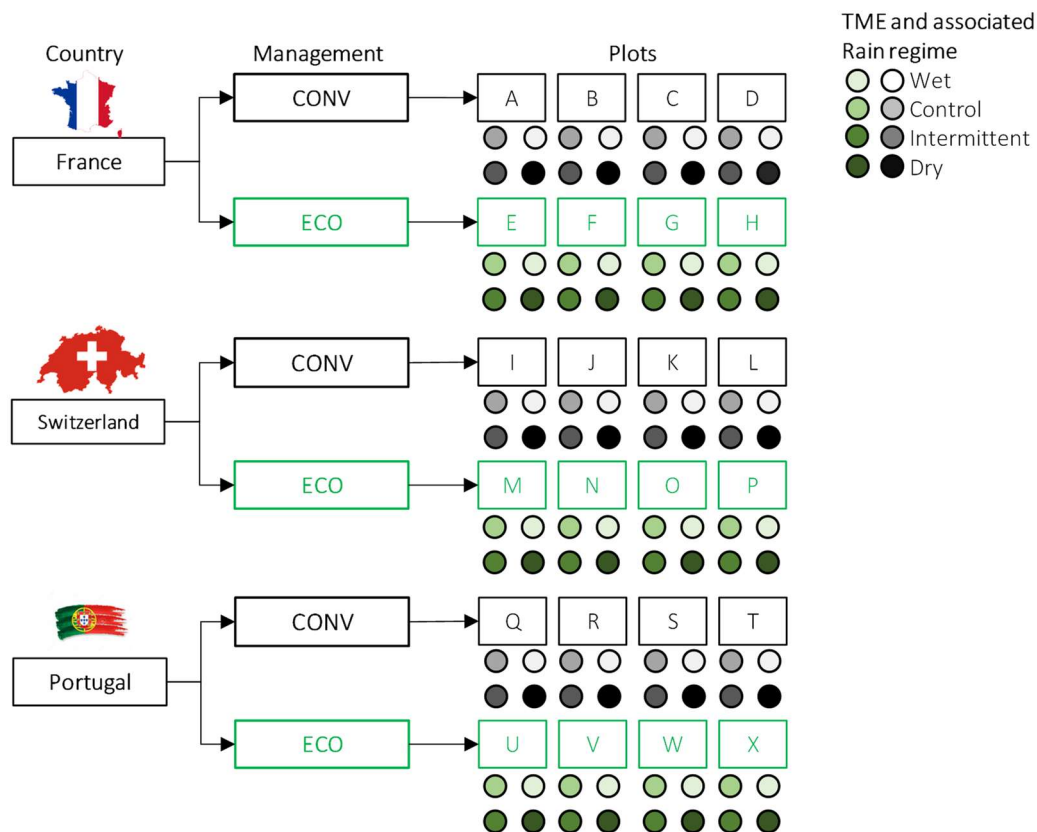 Country
Management
Plots
TME and associated
Rain regime
Wet
Control
Intermittent
Dry
France
CONV
A B C D
ECO
E F G H
Switzerland
CONV
I J K L
ECO
M N O P
Portugal
CONV
Q R S T
ECO
U V W X